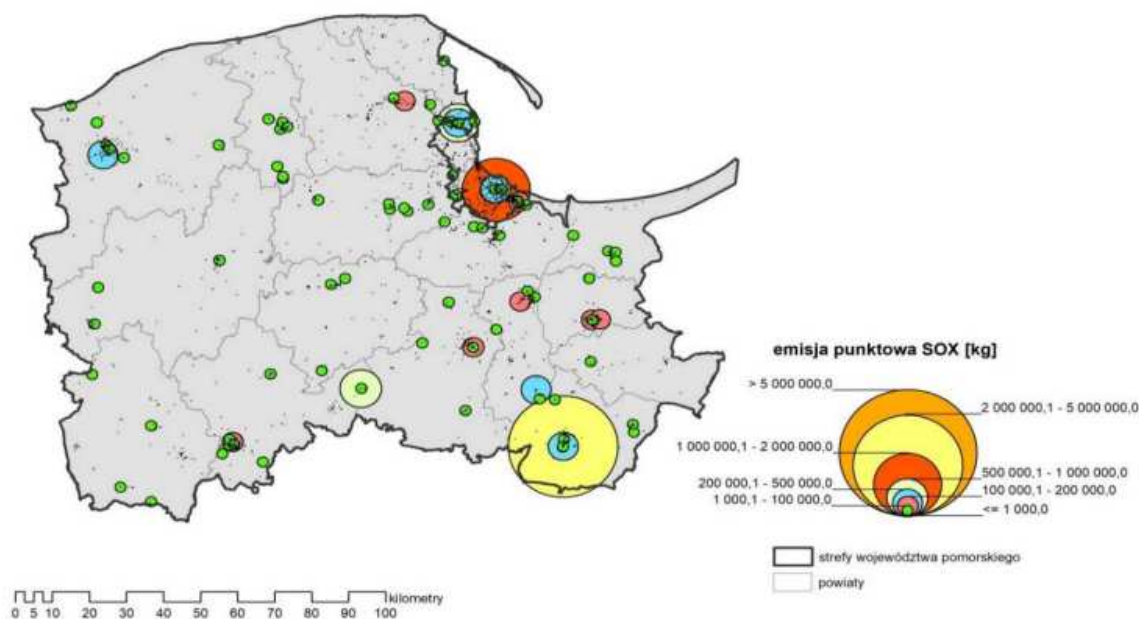 emisja punktowa SOX [kg]
> 5 000 000,0
2 000 000,1 - 5 000 000,0
1 000 000,1 - 2 000 000,0
500 000,1 - 1 000 000,0
200 000,1 - 500 000,0
100 000,1 - 200 000,0
1 000,1 - 100 000,0
<= 1 000,0
strefy województwa pomorskiego
powiaty
kilometry
0 5 10 20 30 40 50 60 70 80 90 100